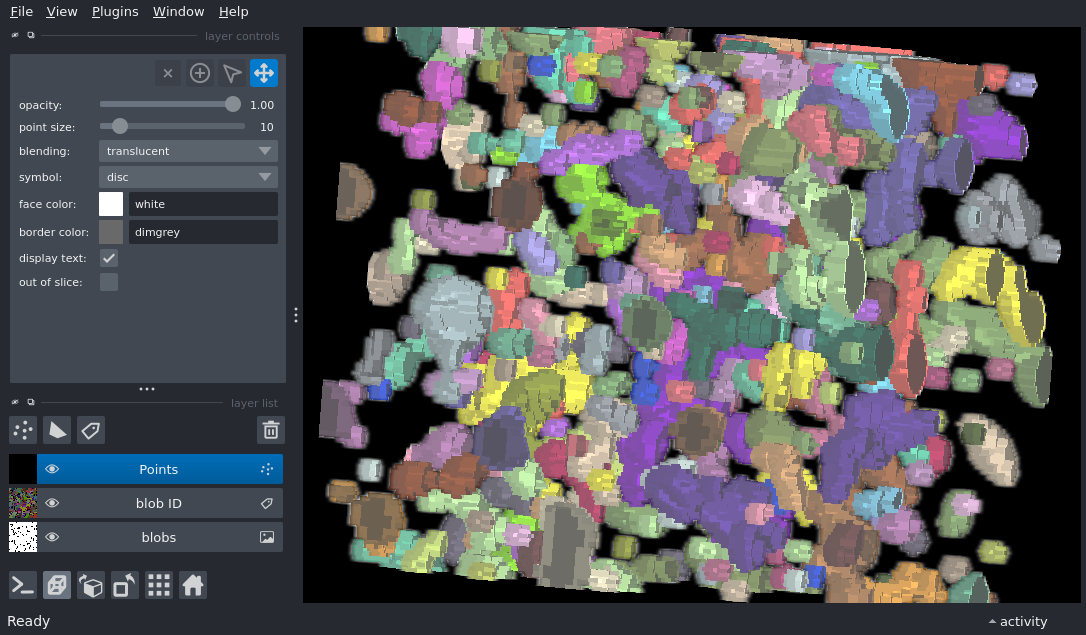 File View Plugins Window Help
layer controls
opacity: 1.00
point size: 10
blending: translucent
symbol: disc
face color: white
border color: dimgrey
display text:
out of slice:
layer list
Points
blob ID
blobs
Ready
activity